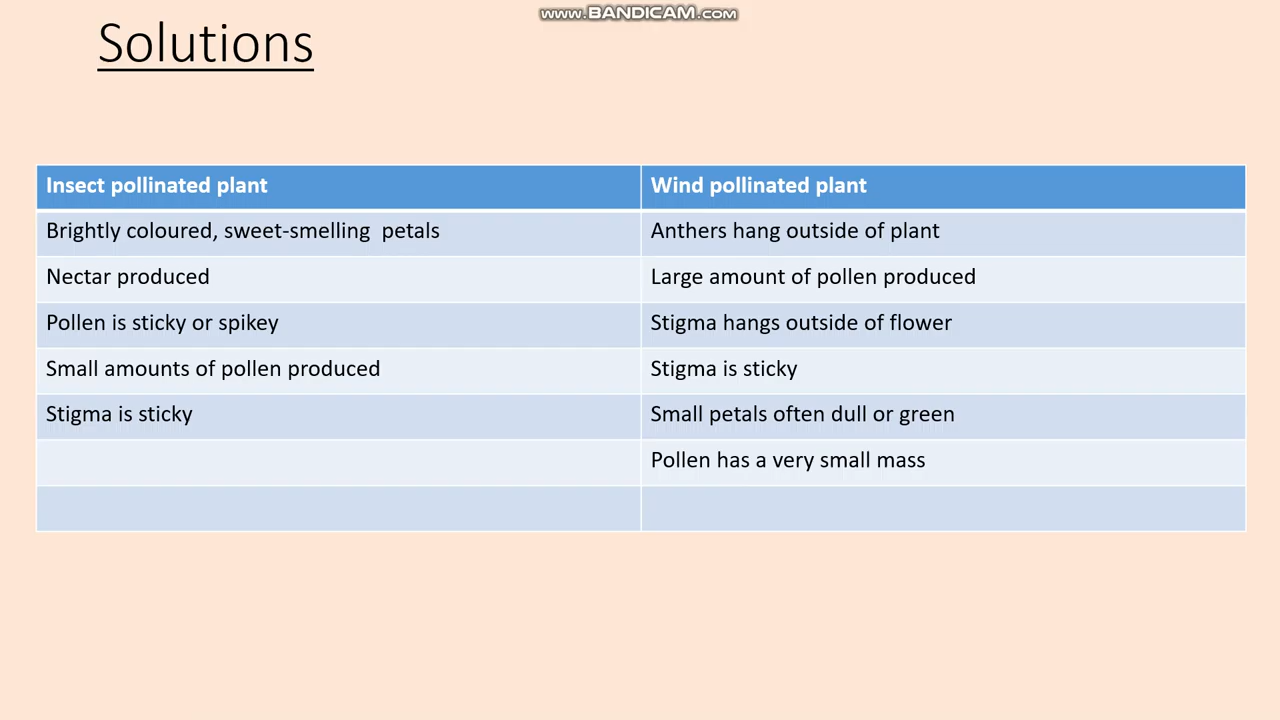 www.BANDICAM.com
Solutions
Insect pollinated plant Wind pollinated plant
Brightly coloured, sweet-smelling petals Anthers hang outside of plant
Nectar produced Large amount of pollen produced
Pollen is sticky or spikey Stigma hangs outside of flower
Small amounts of pollen produced Stigma is sticky
Stigma is sticky Small petals often dull or green
Pollen has a very small mass